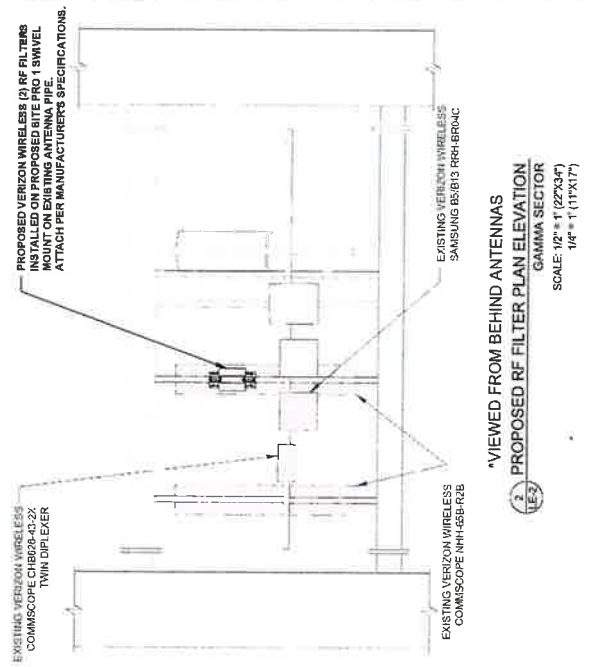 PROPOSED VERIZON WIRELESS (2) RF FILTERS
INSTALLED ON PROPOSED SITE PRO 1 SWIVEL
MOUNT ON EXISTING ANTENNA PIPE.
ATTACH PER MANUFACTURER'S SPECIFICATIONS.
EXISTING VERIZON WIRELESS
COMMSCOPE CHB626-43-2X
TWIN DIPLEXER
EXISTING VERIZON WIRELESS
SAMSUNG B5/B13 RRH-BR04C
EXISTING VERIZON WIRELESS
COMMSCOPE NHH-65B-R2B
*VIEWED FROM BEHIND ANTENNAS
2
LE-2
PROPOSED RF FILTER PLAN ELEVATION
GAMMA SECTOR
SCALE: 1/2" = 1' (22"X34")
1/4" = 1' (11"X17")